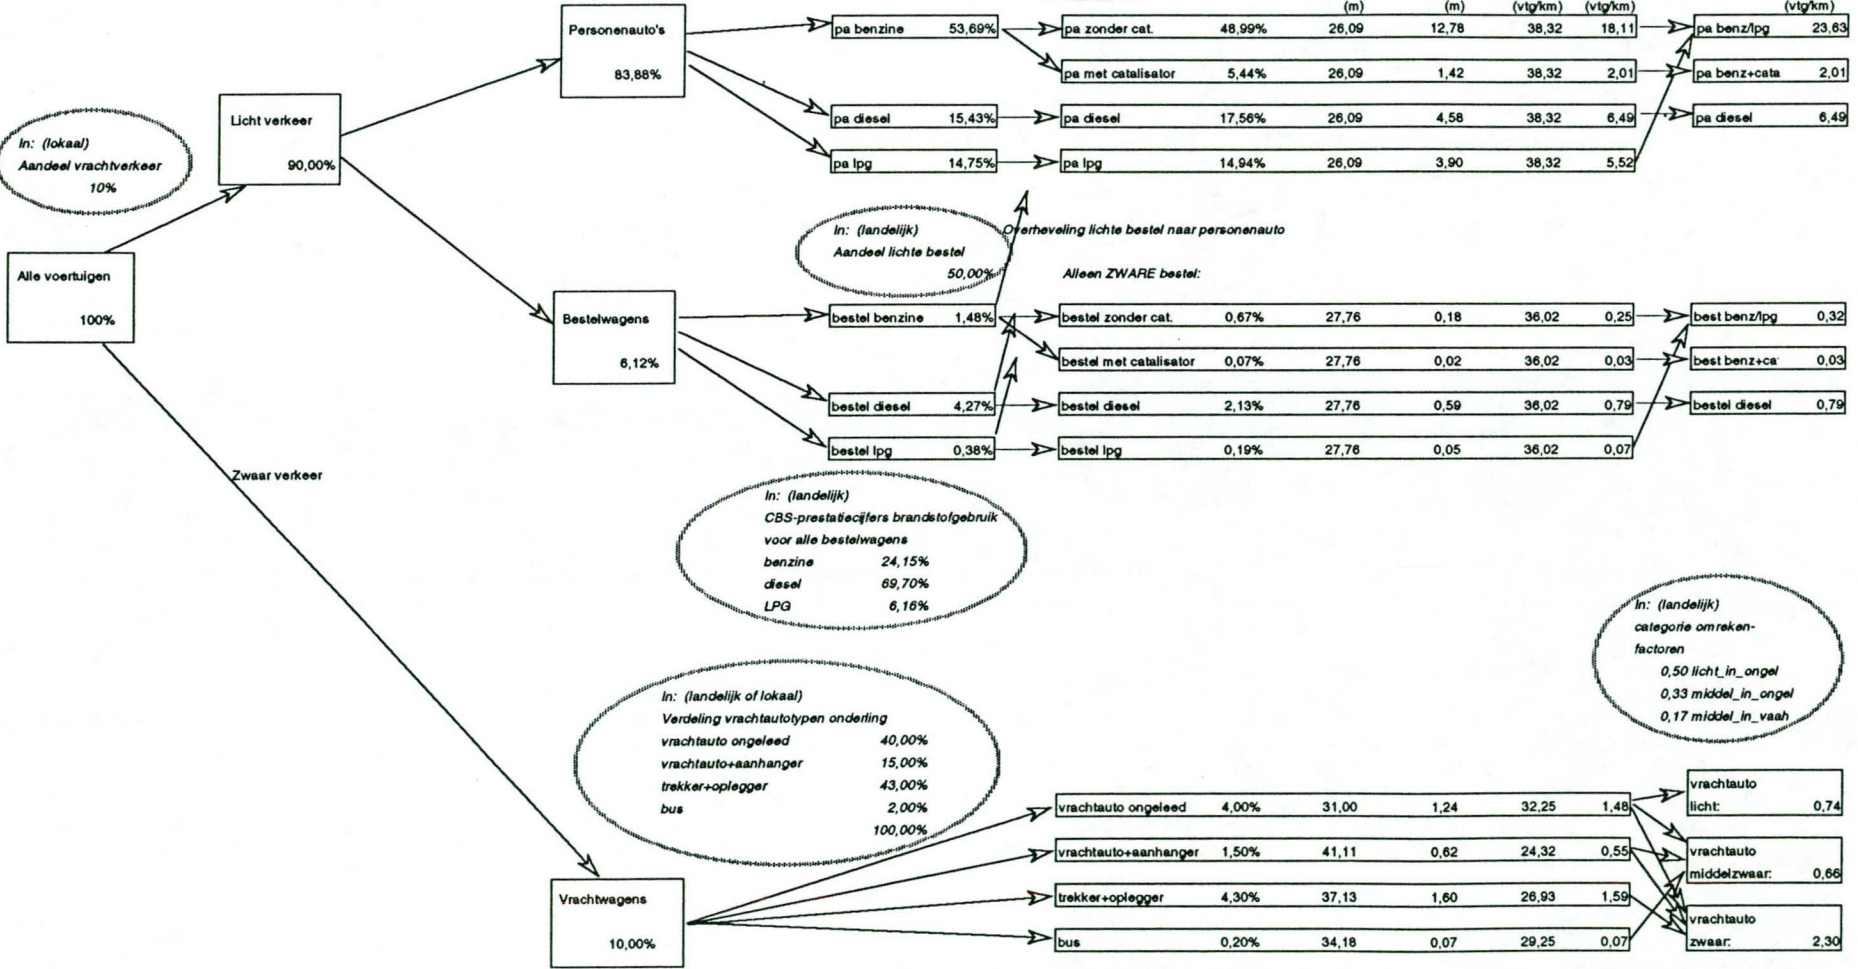 (m) (m) (vtg/km) (vtg/km) (vtg/km)
Personenauto's
83,88%
pa benzine 53,69%
pa zonder cat. 48,99% 26,09 12,78 38,32 18,11
pa benz/lpg 23,63
pa met catalisator 5,44% 26,09 1,42 38,32 2,01
pa benz+cata 2,01
pa diesel 15,43%
pa diesel 17,56% 26,09 4,58 38,32 6,49
pa diesel 6,49
pa lpg 14,75%
pa lpg 14,94% 26,09 3,90 38,32 5,52
Licht verkeer
90,00%
In: (lokaal)
Aandeel vrachtverkeer
10%
Alle voertuigen
100%
In: (landelijk)
Aandeel lichte bestel
50,00%
Overheveling lichte bestel naar personenauto
Alleen ZWARE bestel:
Bestelwagens
6,12%
bestel benzine 1,48%
bestel zonder cat. 0,67% 27,76 0,18 36,02 0,25
best benz/lpg 0,32
bestel met catalisator 0,07% 27,76 0,02 36,02 0,03
best benz+ca 0,03
bestel diesel 4,27%
bestel diesel 2,13% 27,76 0,59 36,02 0,79
bestel diesel 0,79
bestel lpg 0,38%
bestel lpg 0,19% 27,76 0,05 36,02 0,07
Zwaar verkeer
In: (landelijk)
CBS-prestatiecijfers brandstofgebruik
voor alle bestelwagens
benzine 24,15%
diesel 69,70%
LPG 6,16%
In: (landelijk)
categorie omreken-
factoren
0,50 licht_in_ongel
0,33 middel_in_ongel
0,17 middel_in_vaah
In: (landelijk of lokaal)
Verdeling vrachtautotypen onderling
vrachtauto ongeleed 40,00%
vrachtauto+aanhanger 15,00%
trekker+oplegger 43,00%
bus 2,00%
100,00%
Vrachtwagens
10,00%
vrachtauto ongeleed 4,00% 31,00 1,24 32,25 1,48
vrachtauto+aanhanger 1,50% 41,11 0,62 24,32 0,55
trekker+oplegger 4,30% 37,13 1,60 26,93 1,59
bus 0,20% 34,18 0,07 29,25 0,07
vrachtauto
licht: 0,74
vrachtauto
middelzwaar: 0,66
vrachtauto
zwaar: 2,30